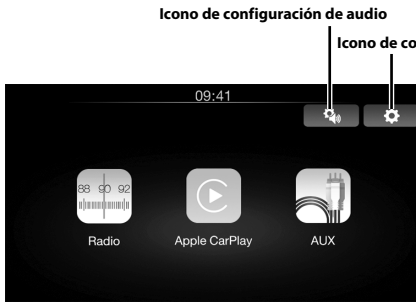 Icono de configuración de audio
Icono de co
09:41
88 90 92
Radio
Apple CarPlay
AUX